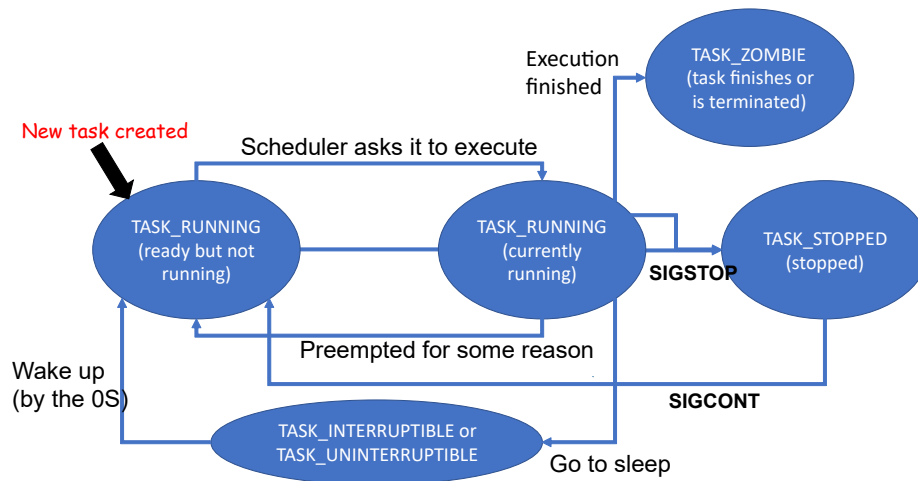 Execution
finished
TASK_ZOMBIE
(task finishes or
is terminated)
New task created
Scheduler asks it to execute
TASK_RUNNING
(ready but not
running)
TASK_RUNNING
(currently
running)
TASK_STOPPED
(stopped)
SIGSTOP
Preempted for some reason
Wake up
(by the 0S)
SIGCONT
TASK_INTERRUPTIBLE or
TASK_UNINTERRUPTIBLE
Go to sleep